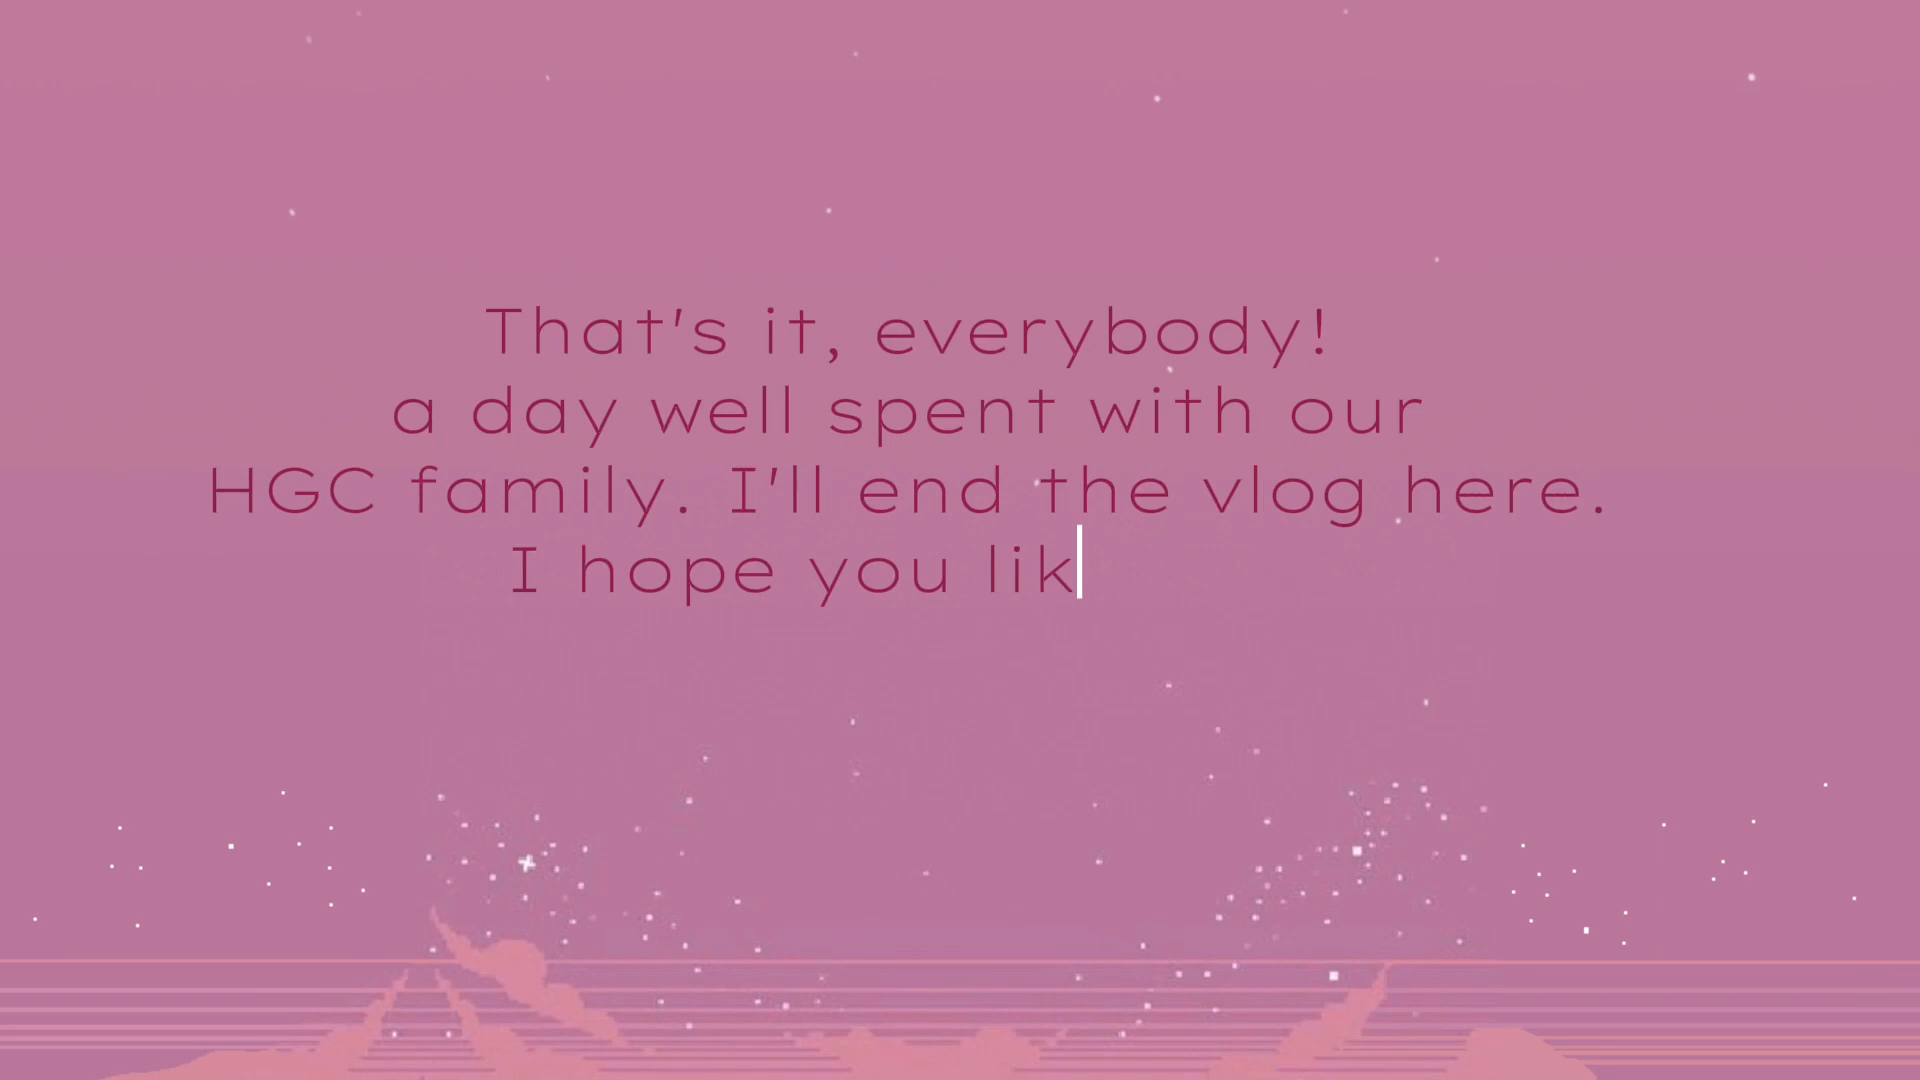 That's it, everybody!
a day well spent with our
HGC family. I'll end the vlog here.
I hope you lik